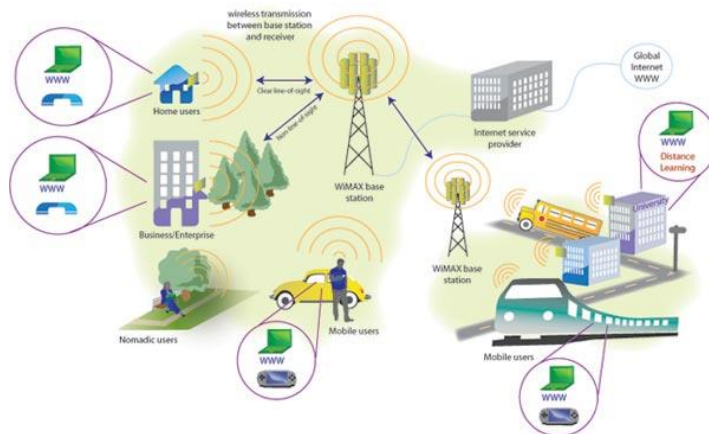 wireless transmission
between base station
and receiver
WWW
Home users
Clear line-of-sight
Non-line-of-sight
Global
Internet
WWW
Internet service
provider
WWW
Distance
Learning
WWW
Business/Enterprise
WiMAX base
station
University
WiMAX base
station
Nomadic users
Mobile users
WWW
Mobile users
WWW